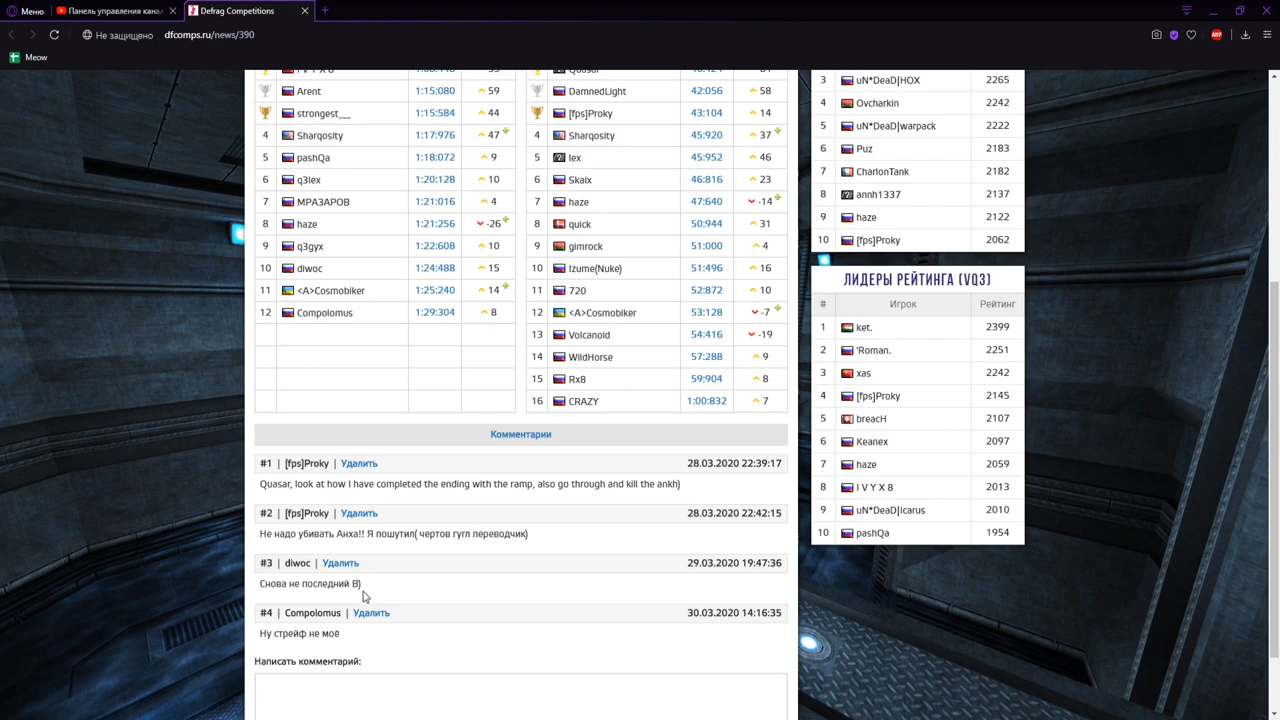 Меню
Панель управления кана
Defrag Competitions
Не защищено
dfcomps.ru/news/390
Meow
Arent 1:15:080 59
strongest___ 1:15:584 44
4 Sharqosity 1:17:976 47
5 pashQa 1:18:072 9
6 q3lex 1:20:128 10
7 МРАЗАРОВ 1:21:016 4
8 haze 1:21:256 -26
9 q3gyx 1:22:608 10
10 diwoc 1:24:488 15
11 <A>Cosmobiker 1:25:240 14
12 Compolomus 1:29:304 8
DamnedLight 42:056 58
[fps]Proky 43:104 14
4 Sharqosity 45:920 37
5 lex 45:952 46
6 Skaix 46:816 23
7 haze 47:640 -14
8 quick 50:944 31
9 gimrock 51:000 4
10 Izume(Nuke) 51:496 16
11 720 52:872 10
12 <A>Cosmobiker 53:128 -7
13 Volcanoid 54:416 -19
14 WildHorse 57:288 9
15 Rx8 59:904 8
16 CRAZY 1:00:832 7
Комментарии
#1 | [fps]Proky | Удалить 28.03.2020 22:39:17
Quasar, look at how I have completed the ending with the ramp, also go through and kill the ankh)
#2 | [fps]Proky | Удалить 28.03.2020 22:42:15
Не надо убивать Анха!! Я пошутил( чертов гугл переводчик)
#3 | diwoc | Удалить 29.03.2020 19:47:36
Снова не последний B)
#4 | Compolomus | Удалить 30.03.2020 14:16:35
Ну стрейф не моё
Написать комментарий:
3 uN*DeaD|HOX 2265
4 Ovcharkin 2242
5 uN*DeaD|warpack 2222
6 Puz 2183
7 CharlonTank 2182
8 annh1337 2137
9 haze 2122
10 [fps]Proky 2062
ЛИДЕРЫ РЕЙТИНГА (VQ3)
# Игрок Рейтинг
1 ket. 2399
2 'Roman. 2251
3 xas 2242
4 [fps]Proky 2145
5 breacH 2107
6 Keanex 2097
7 haze 2059
8 I V Y X 8 2013
9 uN*DeaD|Icarus 2010
10 pashQa 1954